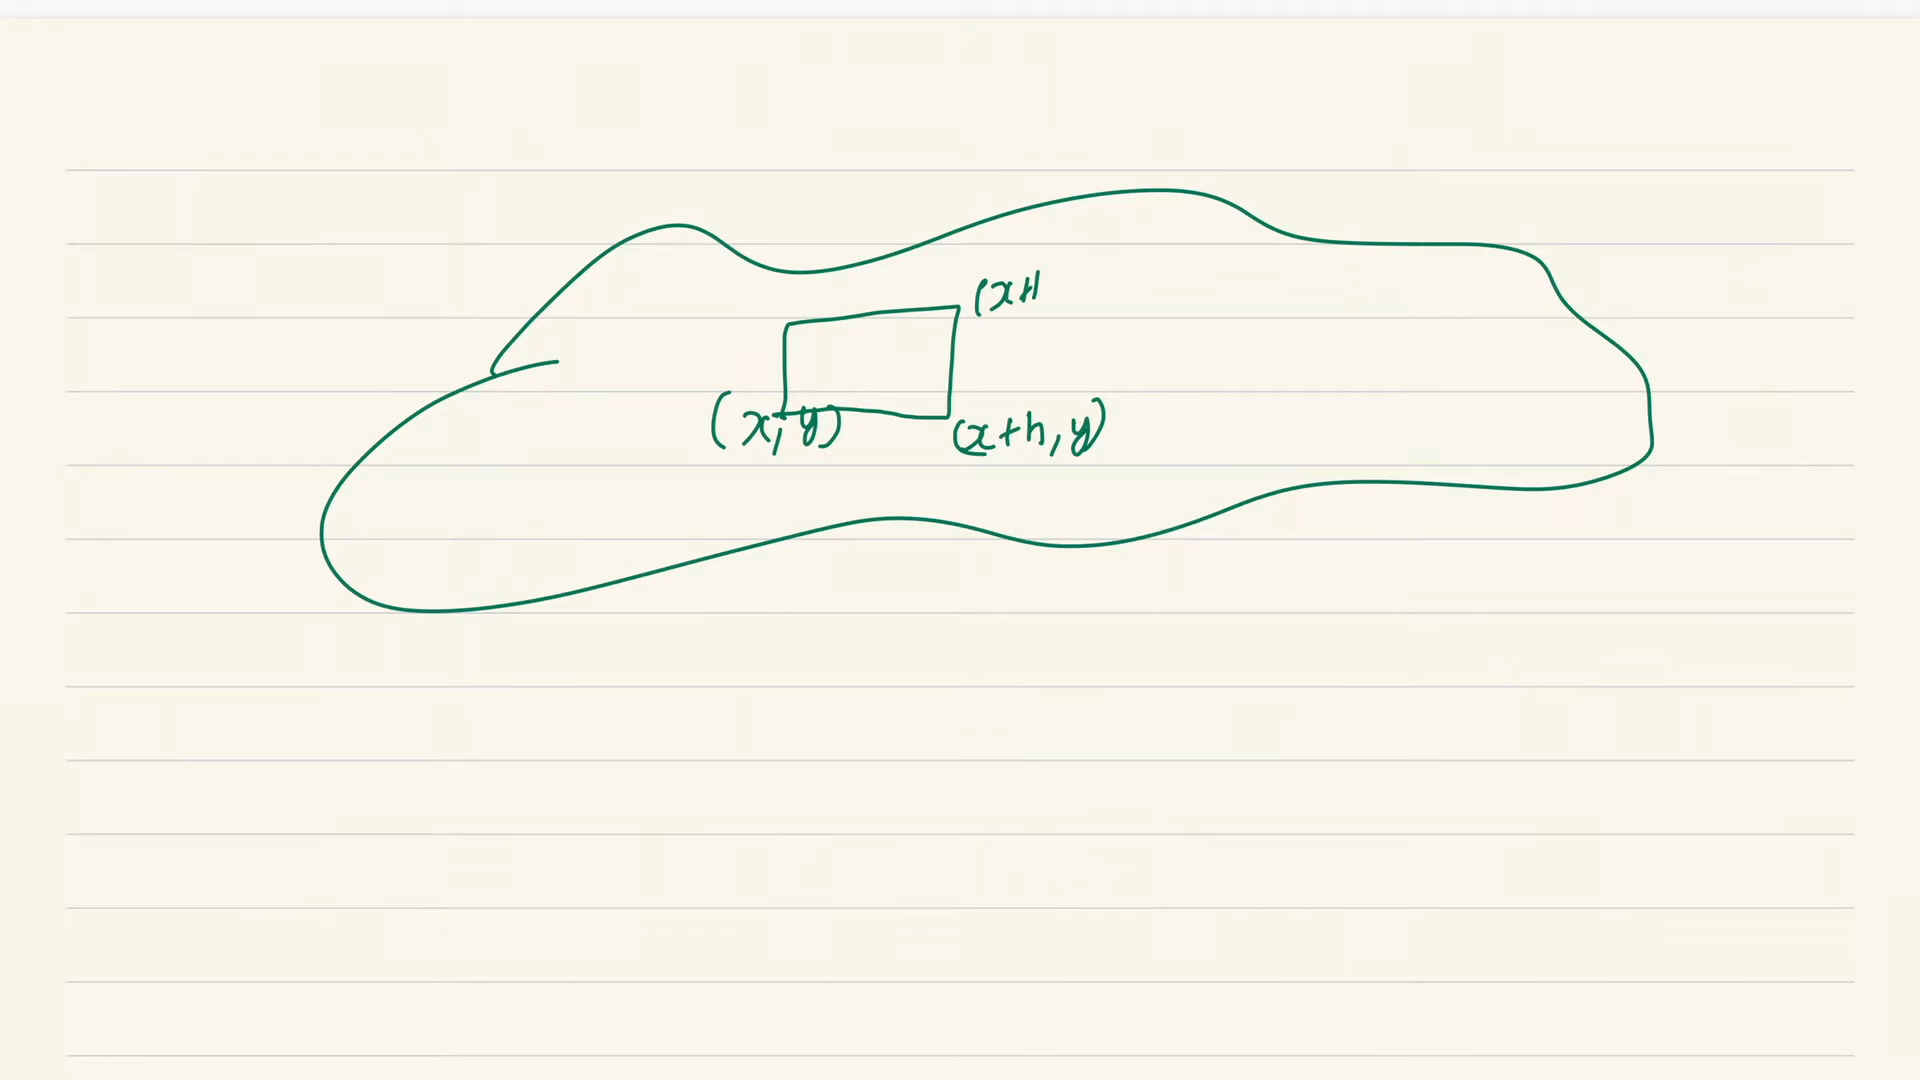 (x+
(x, y)
(x+h, y)